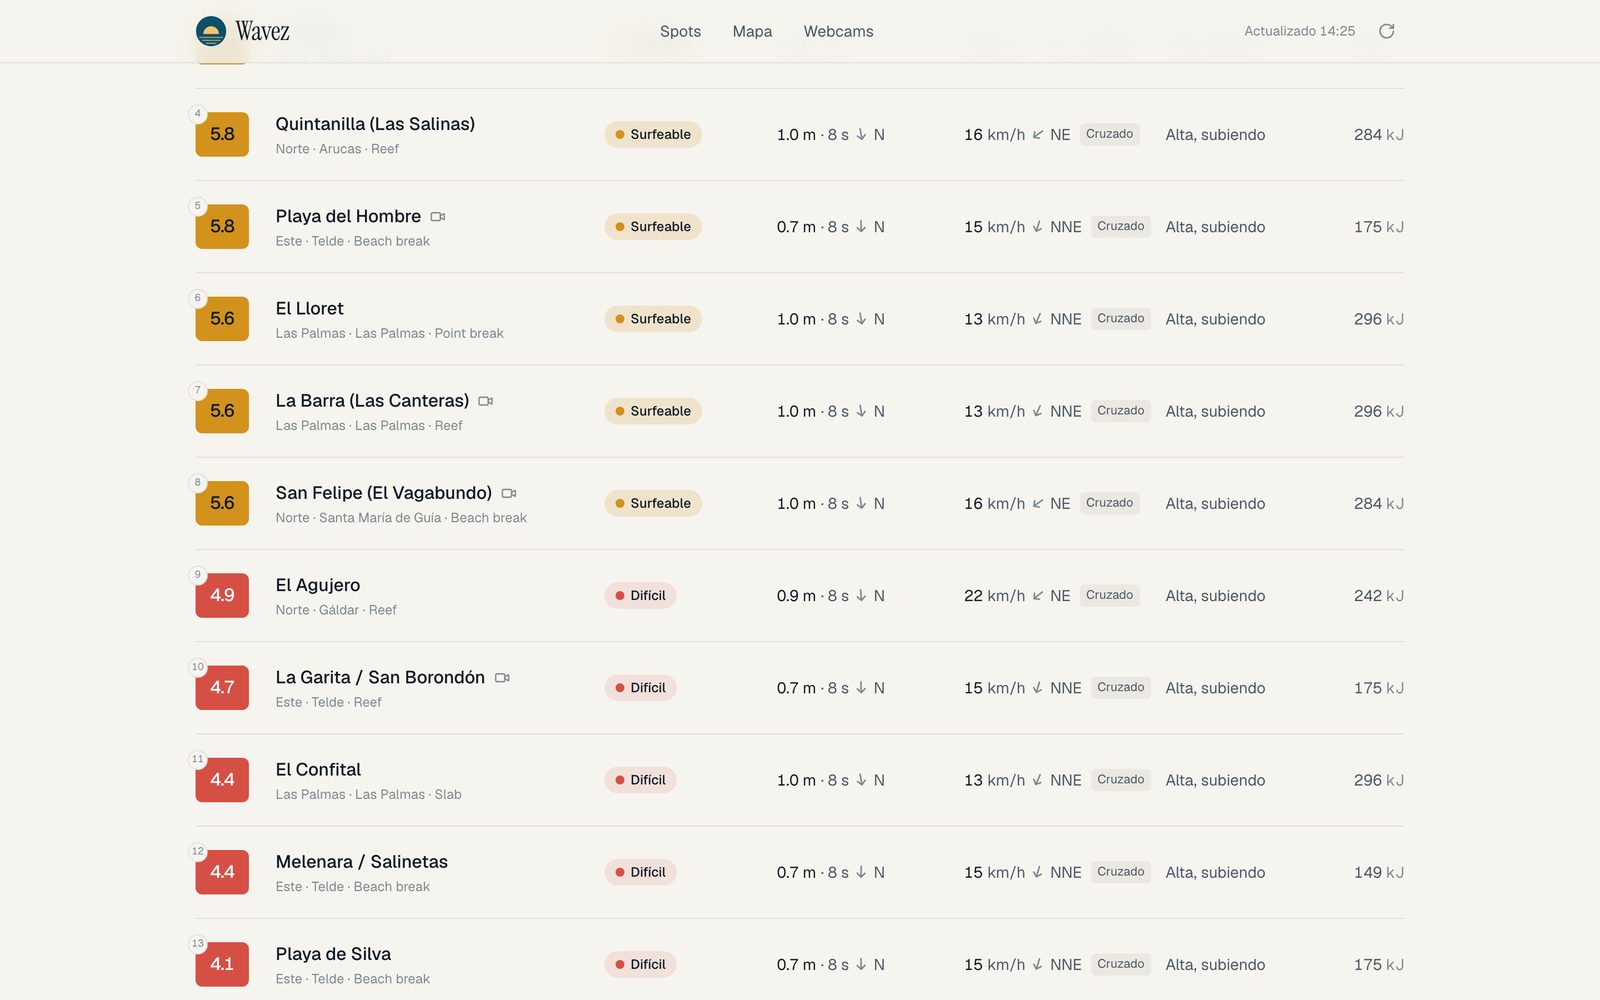 Wavez
Spots Mapa Webcams
Actualizado 14:25
Norte · Moya · Reef
4
5.8
Quintanilla (Las Salinas)
Norte · Arucas · Reef
Surfeable
1.0 m · 8 s ↓ N
16 km/h ↙ NE Cruzado
Alta, subiendo
284 kJ
5
5.8
Playa del Hombre
Este · Telde · Beach break
Surfeable
0.7 m · 8 s ↓ N
15 km/h ↙ NNE Cruzado
Alta, subiendo
175 kJ
6
5.6
El Lloret
Las Palmas · Las Palmas · Point break
Surfeable
1.0 m · 8 s ↓ N
13 km/h ↙ NNE Cruzado
Alta, subiendo
296 kJ
7
5.6
La Barra (Las Canteras)
Las Palmas · Las Palmas · Reef
Surfeable
1.0 m · 8 s ↓ N
13 km/h ↙ NNE Cruzado
Alta, subiendo
296 kJ
8
5.6
San Felipe (El Vagabundo)
Norte · Santa María de Guía · Beach break
Surfeable
1.0 m · 8 s ↓ N
16 km/h ↙ NE Cruzado
Alta, subiendo
284 kJ
9
4.9
El Agujero
Norte · Gáldar · Reef
Difícil
0.9 m · 8 s ↓ N
22 km/h ↙ NE Cruzado
Alta, subiendo
242 kJ
10
4.7
La Garita / San Borondón
Este · Telde · Reef
Difícil
0.7 m · 8 s ↓ N
15 km/h ↙ NNE Cruzado
Alta, subiendo
175 kJ
11
4.4
El Confital
Las Palmas · Las Palmas · Slab
Difícil
1.0 m · 8 s ↓ N
13 km/h ↙ NNE Cruzado
Alta, subiendo
296 kJ
12
4.4
Melenara / Salinetas
Este · Telde · Beach break
Difícil
0.7 m · 8 s ↓ N
15 km/h ↙ NNE Cruzado
Alta, subiendo
149 kJ
13
4.1
Playa de Silva
Este · Telde · Beach break
Difícil
0.7 m · 8 s ↓ N
15 km/h ↙ NNE Cruzado
Alta, subiendo
175 kJ